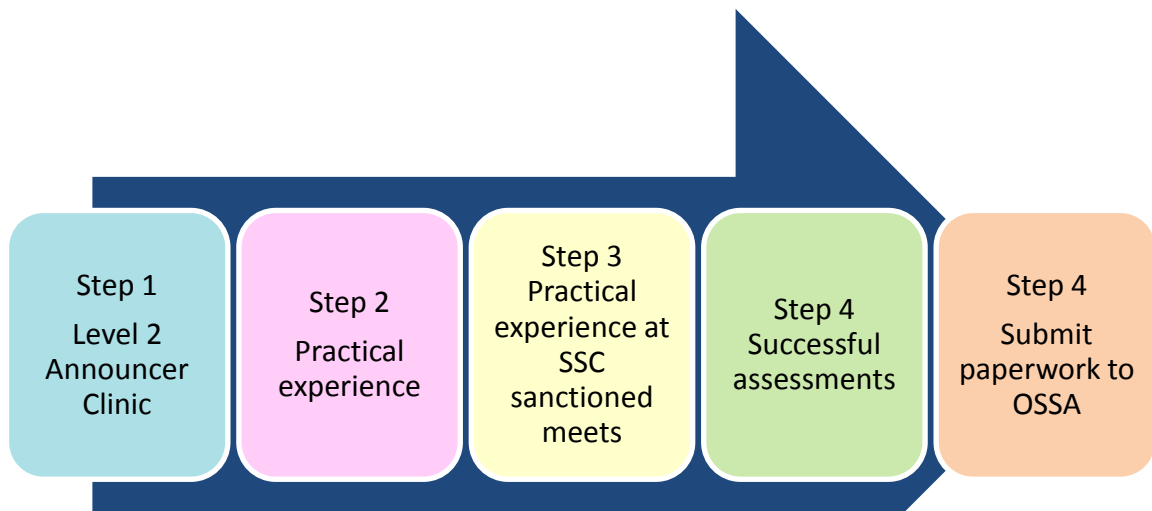 Step 1
Level 2
Announcer
Clinic
Step 2
Practical
experience
Step 3
Practical
experience at
SSC
sanctioned
meets
Step 4
Successful
assessments
Step 4
Submit
paperwork to
OSSA